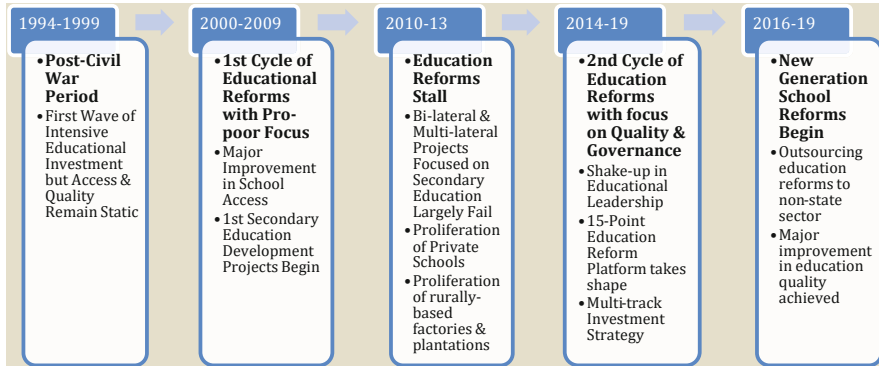 1994-1999
• Post-Civil
War
Period
• First Wave of
Intensive
Educational
Investment
but Access &
Quality
Remain Static
2000-2009
• 1st Cycle of
Educational
Reforms
with Pro-
poor Focus
• Major
Improvement
in School
Access
• 1st Secondary
Education
Development
Projects Begin
2010-13
• Education
Reforms
Stall
• Bi-lateral &
Multi-lateral
Projects
Focused on
Secondary
Education
Largely Fail
• Proliferation
of Private
Schools
• Proliferation
of rurally-
based
factories &
plantations
2014-19
• 2nd Cycle of
Education
Reforms
with focus
on Quality &
Governance
• Shake-up in
Educational
Leadership
• 15-Point
Education
Reform
Platform takes
shape
• Multi-track
Investment
Strategy
2016-19
• New
Generation
School
Reforms
Begin
• Outsourcing
education
reforms to
non-state
sector
• Major
improvement
in education
quality
achieved